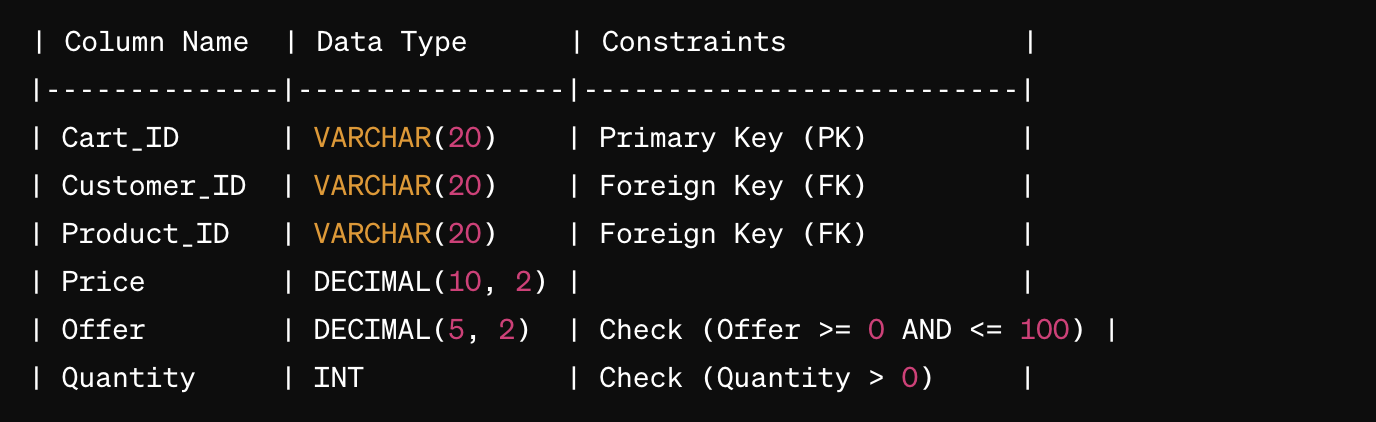 | Column Name  | Data Type      | Constraints              |
|--------------|----------------|--------------------------|
| Cart_ID      | VARCHAR(20)    | Primary Key (PK)         |
| Customer_ID  | VARCHAR(20)    | Foreign Key (FK)         |
| Product_ID   | VARCHAR(20)    | Foreign Key (FK)         |
| Price        | DECIMAL(10, 2) |                          |
| Offer        | DECIMAL(5, 2)  | Check (Offer >= 0 AND <= 100) |
| Quantity     | INT            | Check (Quantity > 0)     |